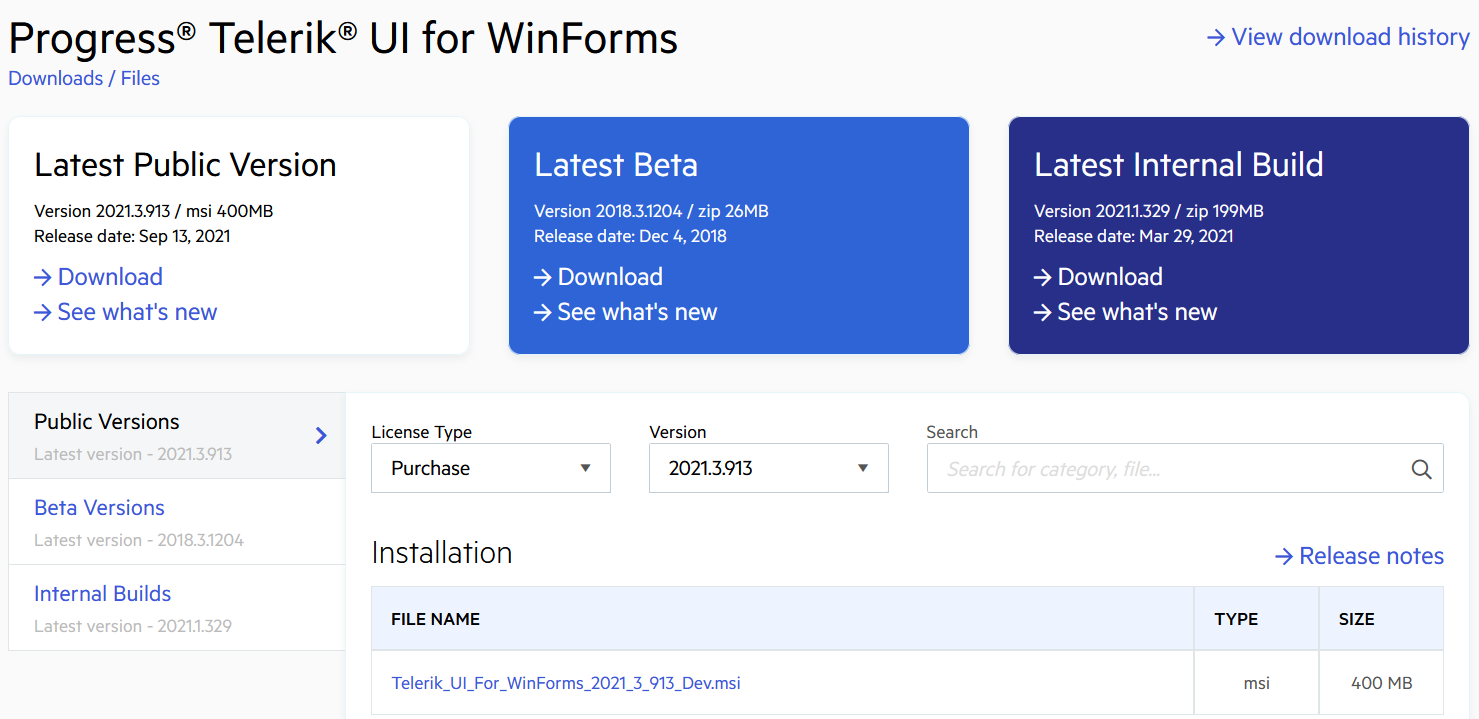 Progress® Telerik® UI for WinForms
→ View download history
Downloads / Files
Latest Public Version
Version 2021.3.913 / msi 400MB
Release date: Sep 13, 2021
→ Download
→ See what's new
Latest Beta
Version 2018.3.1204 / zip 26MB
Release date: Dec 4, 2018
→ Download
→ See what's new
Latest Internal Build
Version 2021.1.329 / zip 199MB
Release date: Mar 29, 2021
→ Download
→ See what's new
Public Versions
Latest version - 2021.3.913
Beta Versions
Latest version - 2018.3.1204
Internal Builds
Latest version - 2021.1.329
License Type
Purchase
Version
2021.3.913
Search
Search for category, file...
Installation
→ Release notes
FILE NAME TYPE SIZE
Telerik_UI_For_WinForms_2021_3_913_Dev.msi msi 400 MB